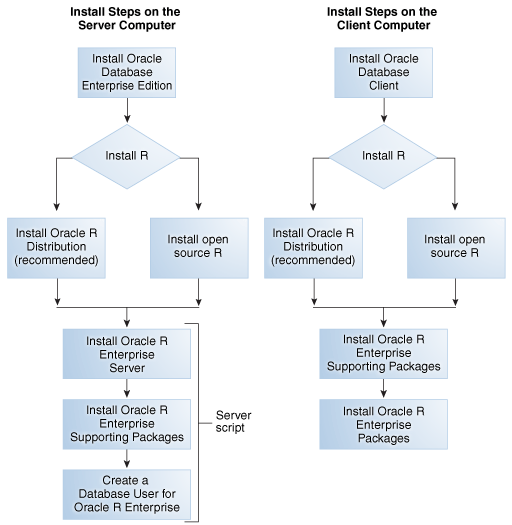 Install Steps on the
Server Computer
Install Oracle
Database
Enterprise Edition
Install R
Install Oracle R
Distribution
(recommended)
Install open
source R
Install Oracle R
Enterprise
Server
Install Oracle R
Enterprise
Supporting Packages
Create a
Database User for
Oracle R Enterprise
Server
script
Install Steps on the
Client Computer
Install Oracle
Database
Client
Install R
Install Oracle R
Distribution
(recommended)
Install open
source R
Install Oracle R
Enterprise
Supporting Packages
Install Oracle R
Enterprise
Packages